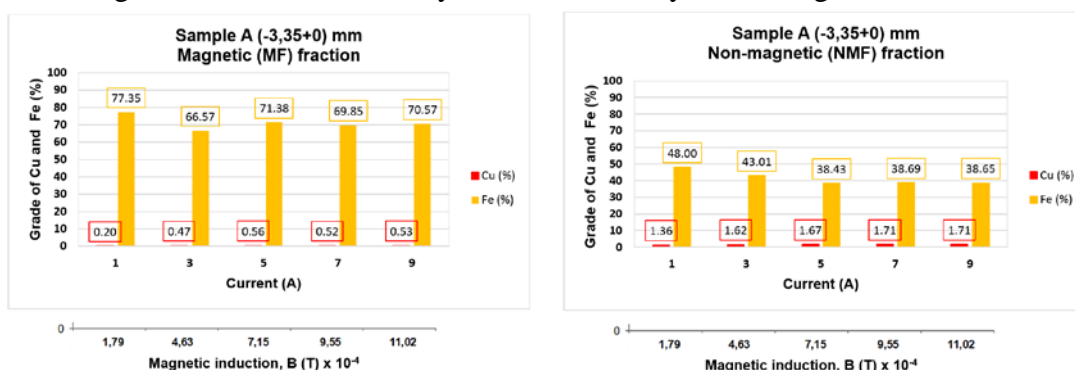 Sample A (-3,35+0) mm
Magnetic (MF) fraction
Grade of Cu and Fe (%)
100
90
80
70
60
50
40
30
20
10
0
77.35
66.57
71.38
69.85
70.57
0.20
0.47
0.56
0.52
0.53
1 3 5 7 9
Current (A)
Cu (%)
Fe (%)
0
1,79 4,63 7,15 9,55 11,02
Magnetic induction, B (T) x 10-4
Sample A (-3,35+0) mm
Non-magnetic (NMF) fraction
Grade of Cu and Fe (%)
100
90
80
70
60
50
40
30
20
10
0
48.00
43.01
38.43
38.69
38.65
1.36
1.62
1.67
1.71
1.71
1 3 5 7 9
Current (A)
Cu (%)
Fe (%)
0
1,79 4,63 7,15 9,55 11,02
Magnetic induction, B (T) x 10-4